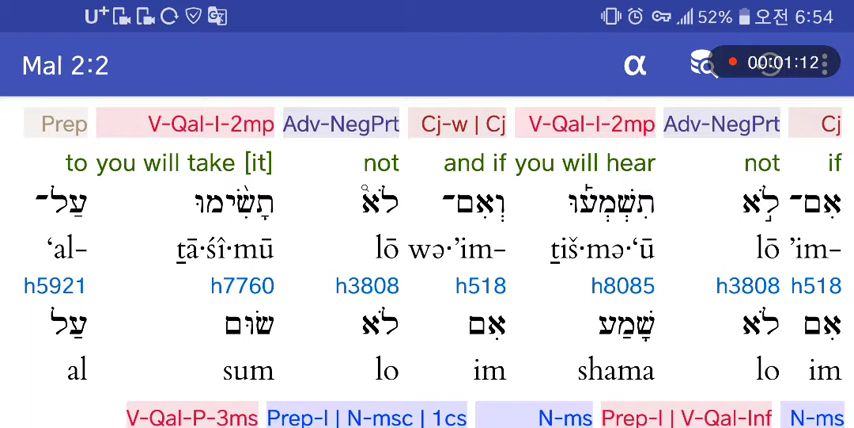 U+ 52% 오전 6:54
Mal 2:2 α 00:01:12
Prep V-Qal-I-2mp Adv-NegPrt Cj-w | Cj V-Qal-I-2mp Adv-NegPrt Cj
to you will take [it] not and if you will hear not if
אִם־ לֹ֣א תִשְׁמְע֡וּ וְאִם־ לֹא֩ תָשִׂ֨ימוּ עַל־
‘al- ṯā·śî·mū lō wə·’im- ṯiš·mə·‘ū lō ’im-
h5921 h7760 h3808 h518 h8085 h3808 h518
אִם לֹא שָׁמַע אִם לֹא שׂוּם עַל
al sum lo im shama lo im
V-Qal-P-3ms Prep-l | N-msc | 1cs N-ms Prep-l | V-Qal-Inf N-ms